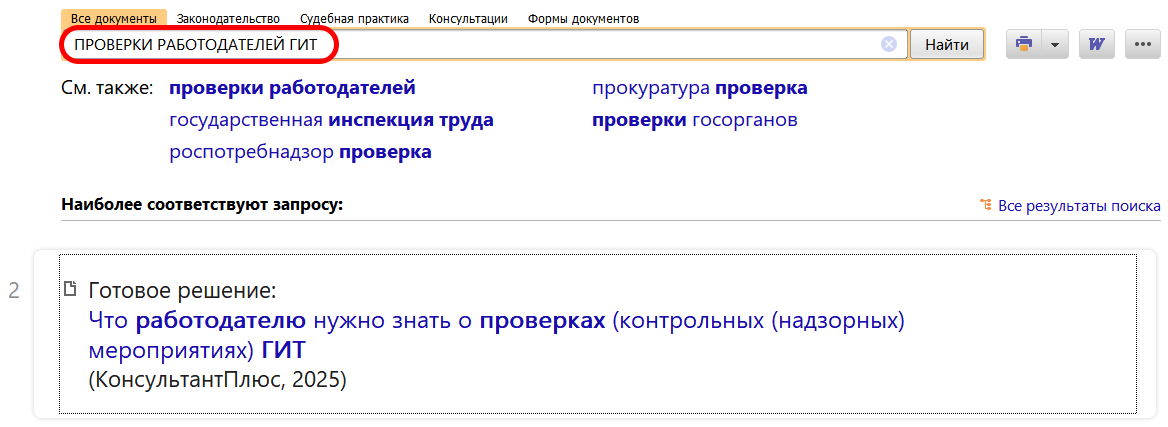 Все документы Законодательство Судебная практика Консультации Формы документов
ПРОВЕРКИ РАБОТОДАТЕЛЕЙ ГИТ Найти W
См. также: проверки работодателей прокуратура проверка
государственная инспекция труда проверки госорганов
роспотребнадзор проверка
Наиболее соответствуют запросу: Все результаты поиска
2 Готовое решение:
Что работодателю нужно знать о проверках (контрольных (надзорных)
мероприятиях) ГИТ
(КонсультантПлюс, 2025)